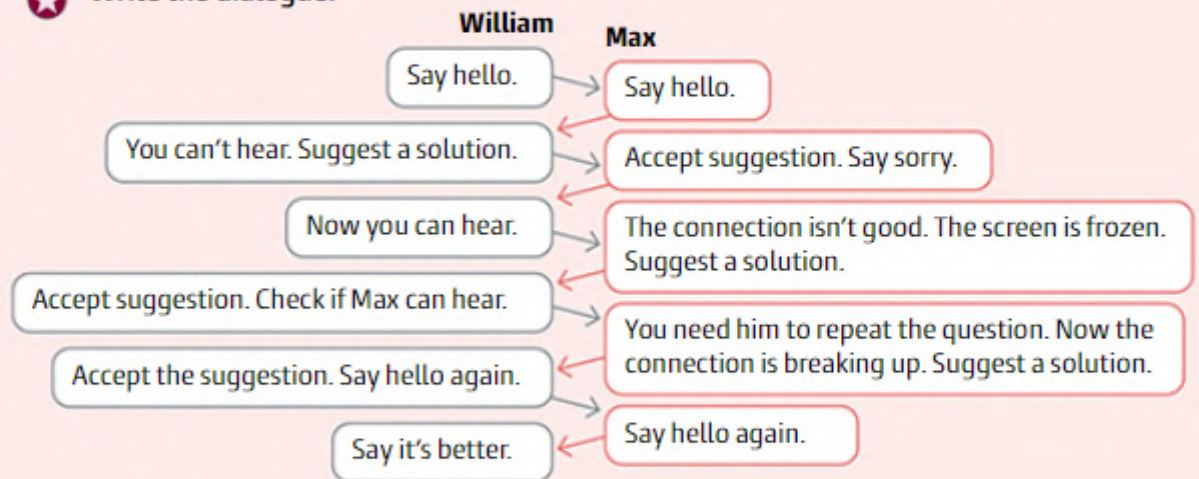 William
Max
Say hello.
Say hello.
You can't hear. Suggest a solution.
Accept suggestion. Say sorry.
Now you can hear.
The connection isn't good. The screen is frozen.
Suggest a solution.
Accept suggestion. Check if Max can hear.
You need him to repeat the question. Now the
connection is breaking up. Suggest a solution.
Accept the suggestion. Say hello again.
Say hello again.
Say it's better.